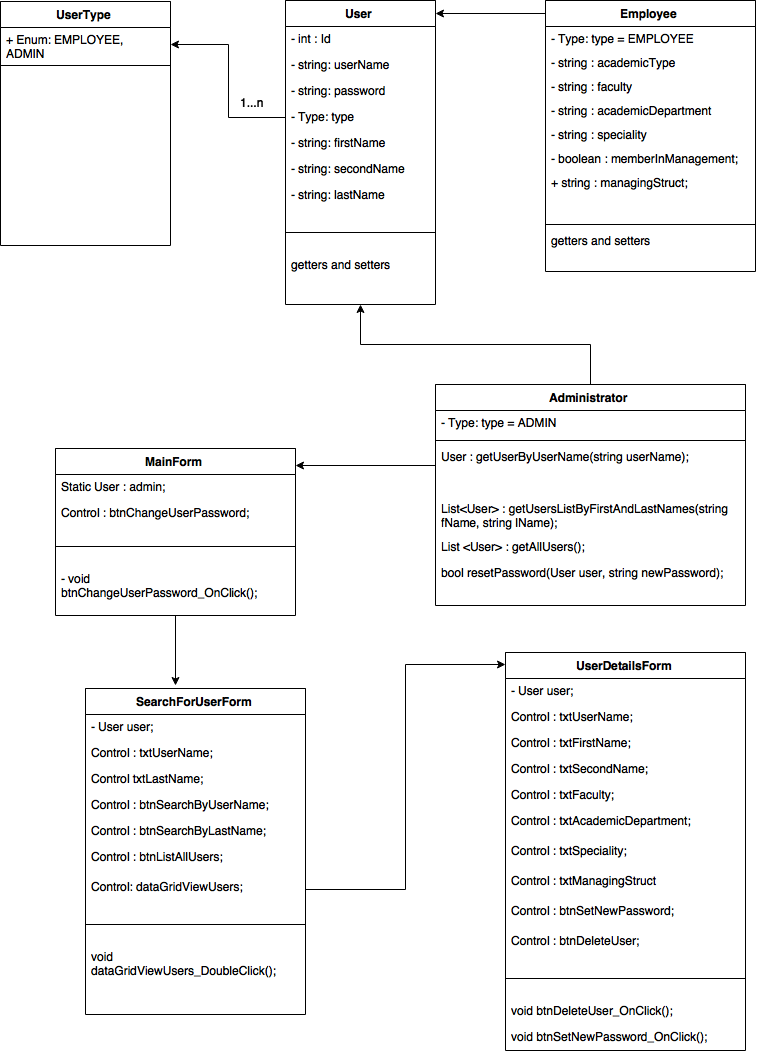 UserType
+ Enum: EMPLOYEE,
ADMIN
1...n
User
- int : Id
- string: userName
- string: password
- Type: type
- string: firstName
- string: secondName
- string: lastName
getters and setters
Employee
- Type: type = EMPLOYEE
- string : academicType
- string : faculty
- string : academicDepartment
- string : speciality
- boolean : memberInManagement;
+ string : managingStruct;
getters and setters
Administrator
- Type: type = ADMIN
User : getUserByUserName(string userName);
List<User> : getUsersListByFirstAndLastNames(string
fName, string lName);
List <User> : getAllUsers();
bool resetPassword(User user, string newPassword);
MainForm
Static User : admin;
Control : btnChangeUserPassword;
- void
btnChangeUserPassword_OnClick();
SearchForUserForm
- User user;
Control : txtUserName;
Control txtLastName;
Control : btnSearchByUserName;
Control : btnSearchByLastName;
Control : btnListAllUsers;
Control: dataGridViewUsers;
void
dataGridViewUsers_DoubleClick();
UserDetailsForm
- User user;
Control : txtUserName;
Control : txtFirstName;
Control : txtSecondName;
Control : txtFaculty;
Control : txtAcademicDepartment;
Control : txtSpeciality;
Control : txtManagingStruct
Control : btnSetNewPassword;
Control : btnDeleteUser;
void btnDeleteUser_OnClick();
void btnSetNewPassword_OnClick();